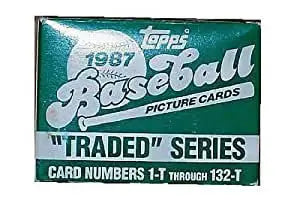 Topps
1987
Baseball
PICTURE CARDS
"TRADED" SERIES
CARD NUMBERS 1-T THROUGH 132-T